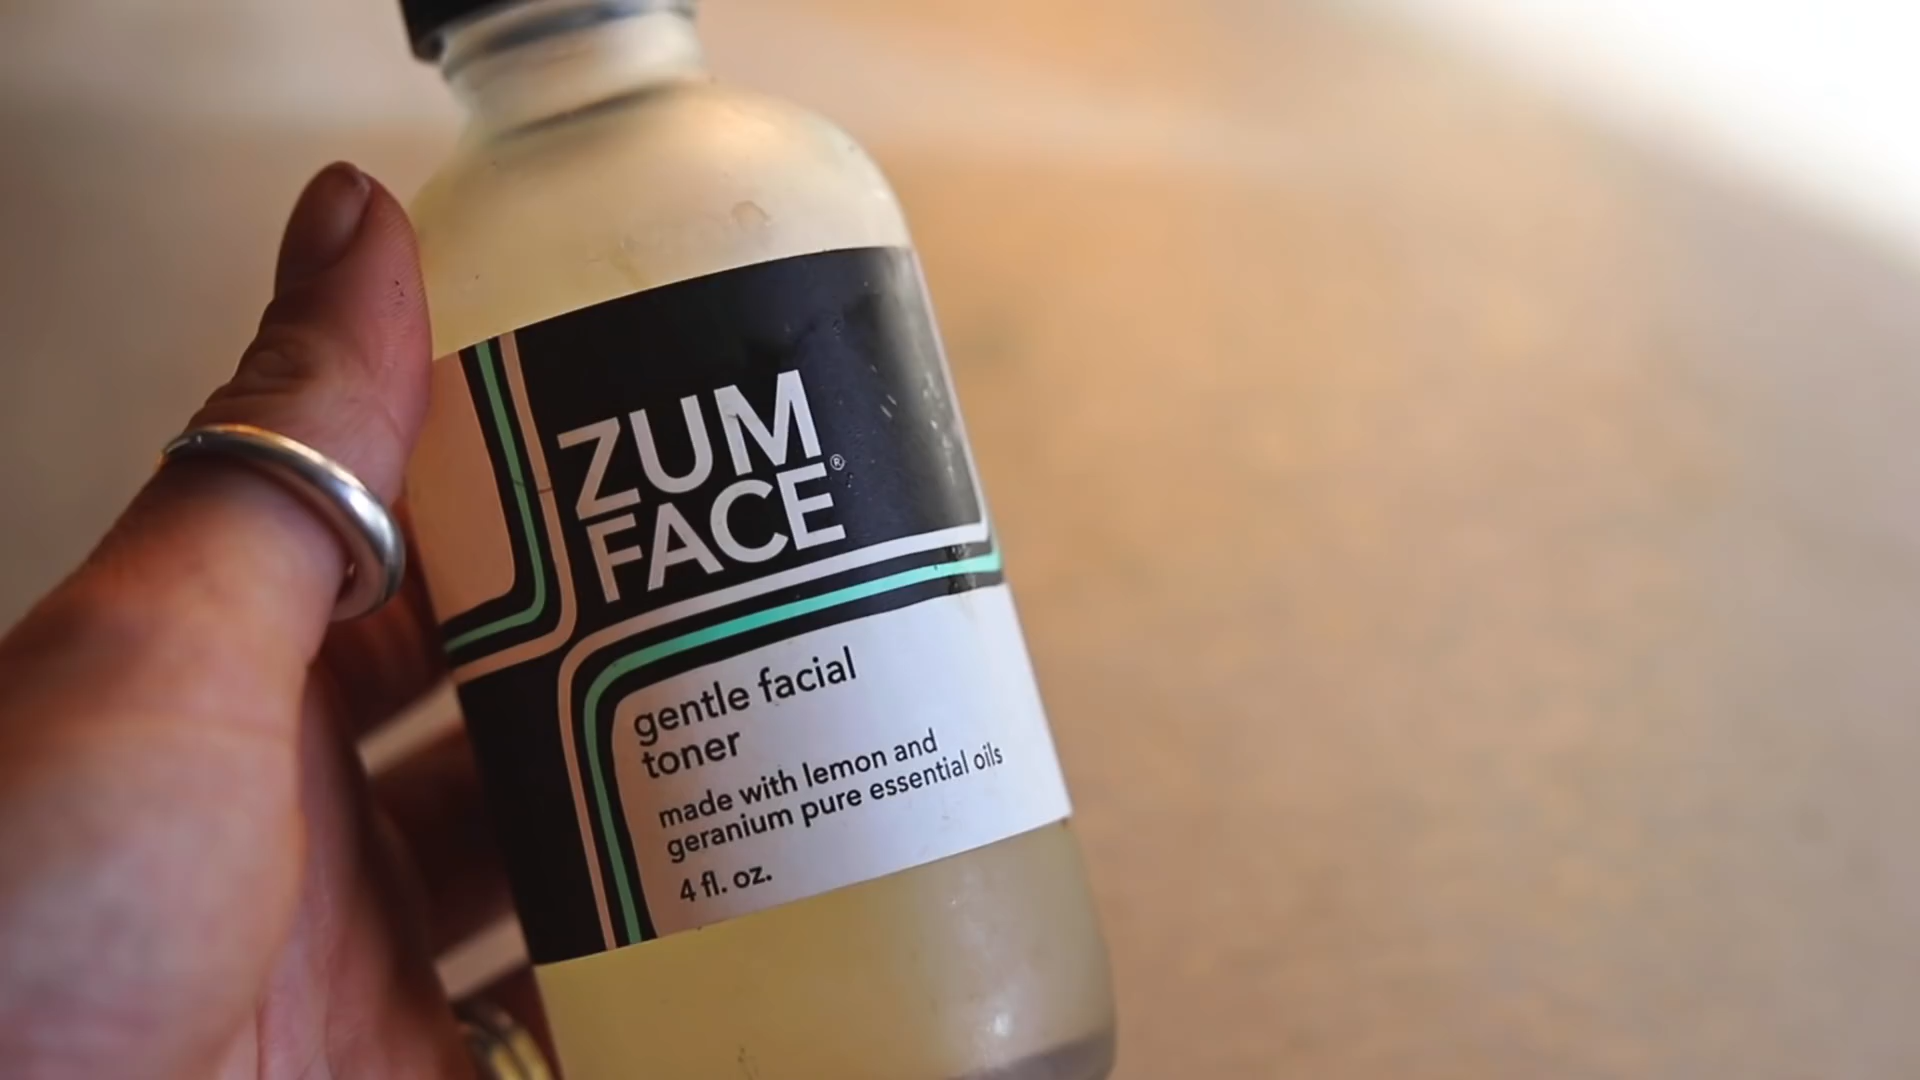 ZUM
FACE®
gentle facial
toner
made with lemon and
geranium pure essential oils
4 fl. oz.